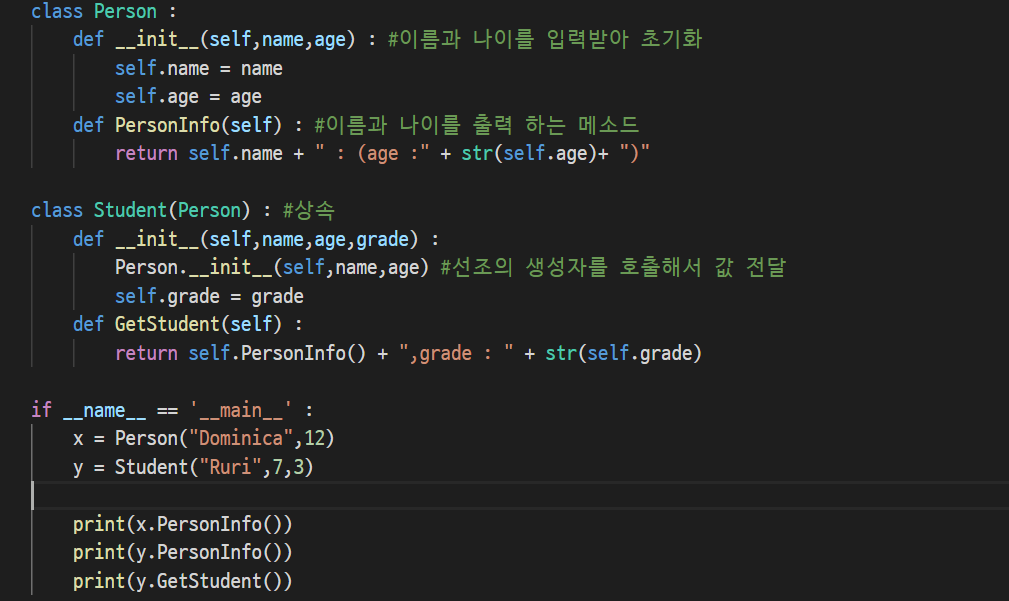 class Person :
    def __init__(self,name,age) : #이름과 나이를 입력받아 초기화
        self.name = name
        self.age = age
    def PersonInfo(self) : #이름과 나이를 출력 하는 메소드
        return self.name + " : (age :" + str(self.age)+ ")"
class Student(Person) : #상속
    def __init__(self,name,age,grade) :
        Person.__init__(self,name,age) #선조의 생성자를 호출해서 값 전달
        self.grade = grade
    def GetStudent(self) :
        return self.PersonInfo() + ",grade : " + str(self.grade)
if __name__ == '__main__' :
    x = Person("Dominica",12)
    y = Student("Ruri",7,3)
    print(x.PersonInfo())
    print(y.PersonInfo())
    print(y.GetStudent())